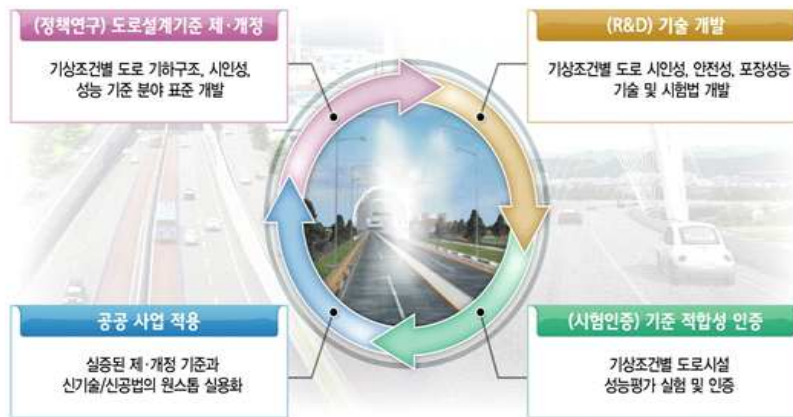 (정책연구) 도로설계기준 제·개정
기상조건별 도로 기하구조, 시인성,
성능 기준 분야 표준 개발
(R&D) 기술 개발
기상조건별 도로 시인성, 안전성, 포장성능
기술 및 시험법 개발
공공 사업 적용
실증된 제·개정 기준과
신기술/신공법의 원스톱 실용화
(시험인증) 기준 적합성 인증
기상조건별 도로시설
성능평가 실험 및 인증